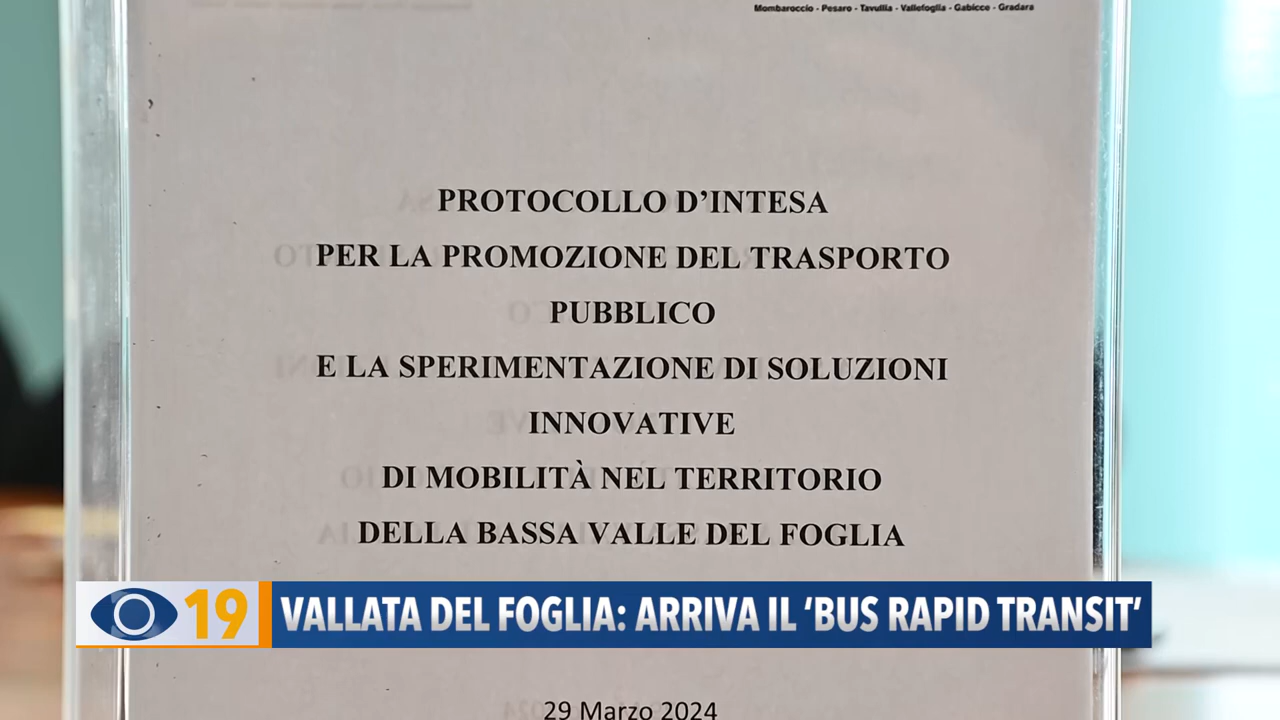 Mombaroccio - Pesaro - Tavullia - Vallefoglia - Gabicce - Gradara
PROTOCOLLO D'INTESA
PER LA PROMOZIONE DEL TRASPORTO
PUBBLICO
E LA SPERIMENTAZIONE DI SOLUZIONI
INNOVATIVE
DI MOBILITÀ NEL TERRITORIO
DELLA BASSA VALLE DEL FOGLIA
19 VALLATA DEL FOGLIA: ARRIVA IL ‘BUS RAPID TRANSIT’
29 Marzo 2024